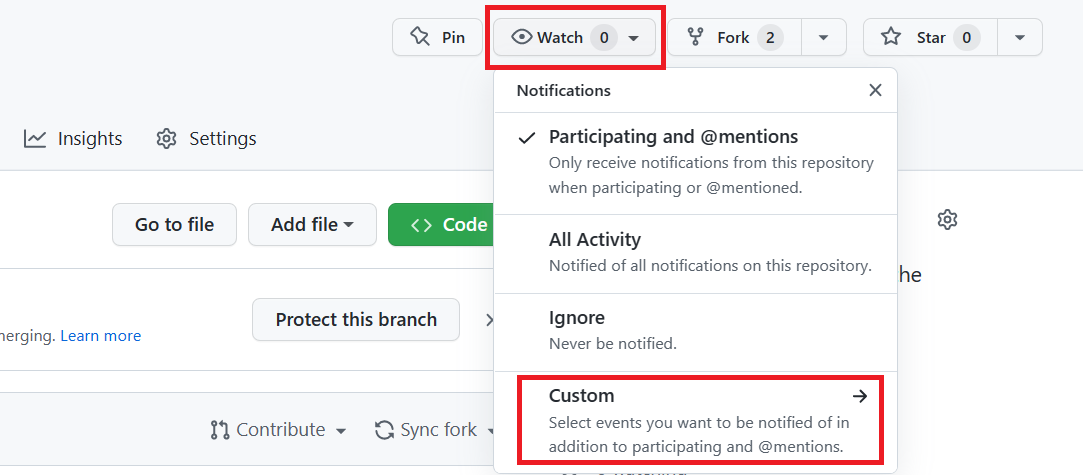 Pin
Watch 0
Fork 2
Star 0
Notifications
Insights
Settings
Participating and @mentions
Only receive notifications from this repository
when participating or @mentioned.
Go to file
Add file
Code
All Activity
Notified of all notifications on this repository.
he
Ignore
Never be notified.
Protect this branch
nerging. Learn more
Custom
Select events you want to be notified of in
addition to participating and @mentions.
Contribute
Sync fork